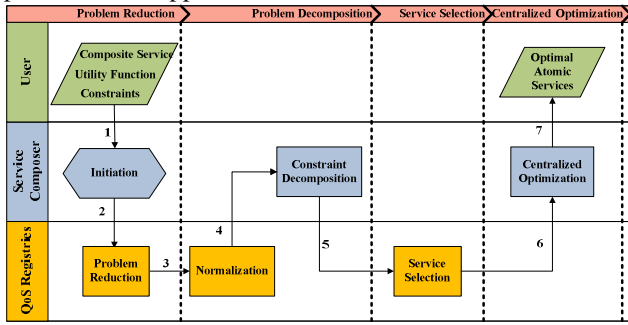 Problem Reduction
Problem Decomposition
Service Selection
Centralized Optimization
User
Composite Service
Utility Function
Constraints
Optimal
Atomic
Services
1
7
Service
Composer
Initiation
Constraint
Decomposition
Centralized
Optimization
2
4
5
6
QoS Registries
Problem
Reduction
3
Normalization
Service
Selection